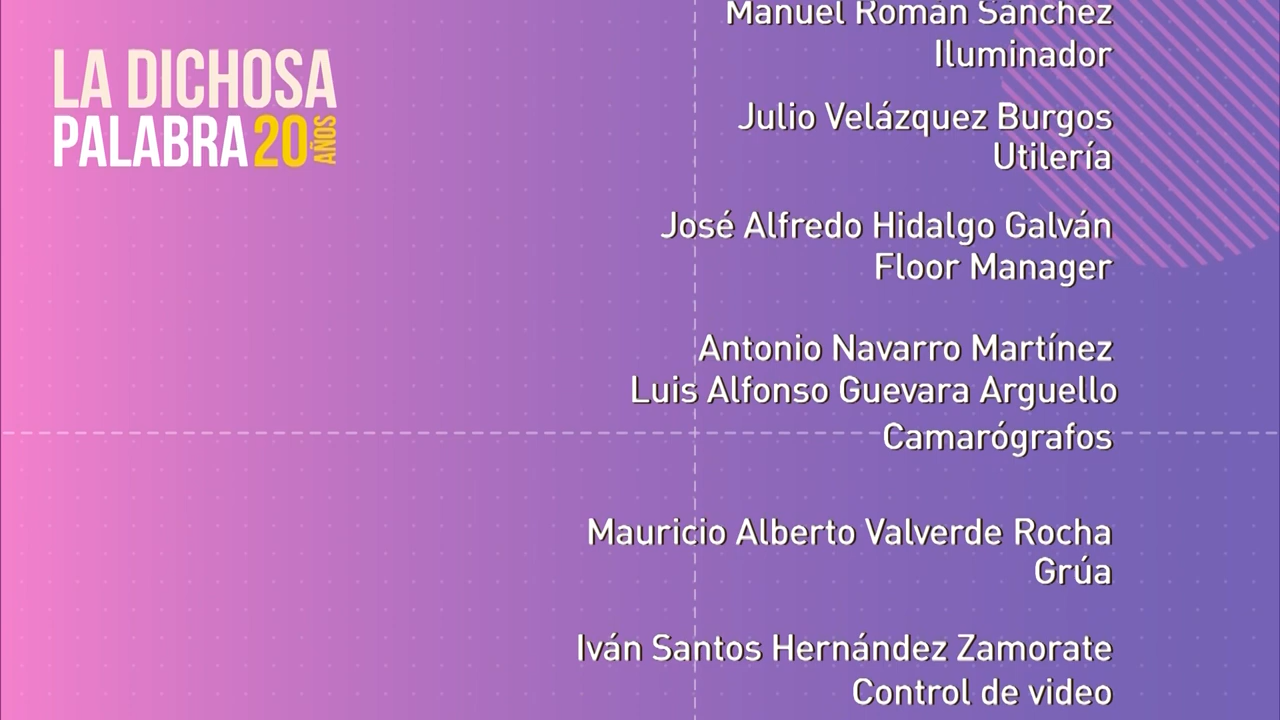 LA DICHOSA
PALABRA 20 AÑOS
Manuel Román Sánchez
Iluminador
Julio Velázquez Burgos
Utilería
José Alfredo Hidalgo Galván
Floor Manager
Antonio Navarro Martínez
Luis Alfonso Guevara Arguello
Camarógrafos
Mauricio Alberto Valverde Rocha
Grúa
Iván Santos Hernández Zamorate
Control de video